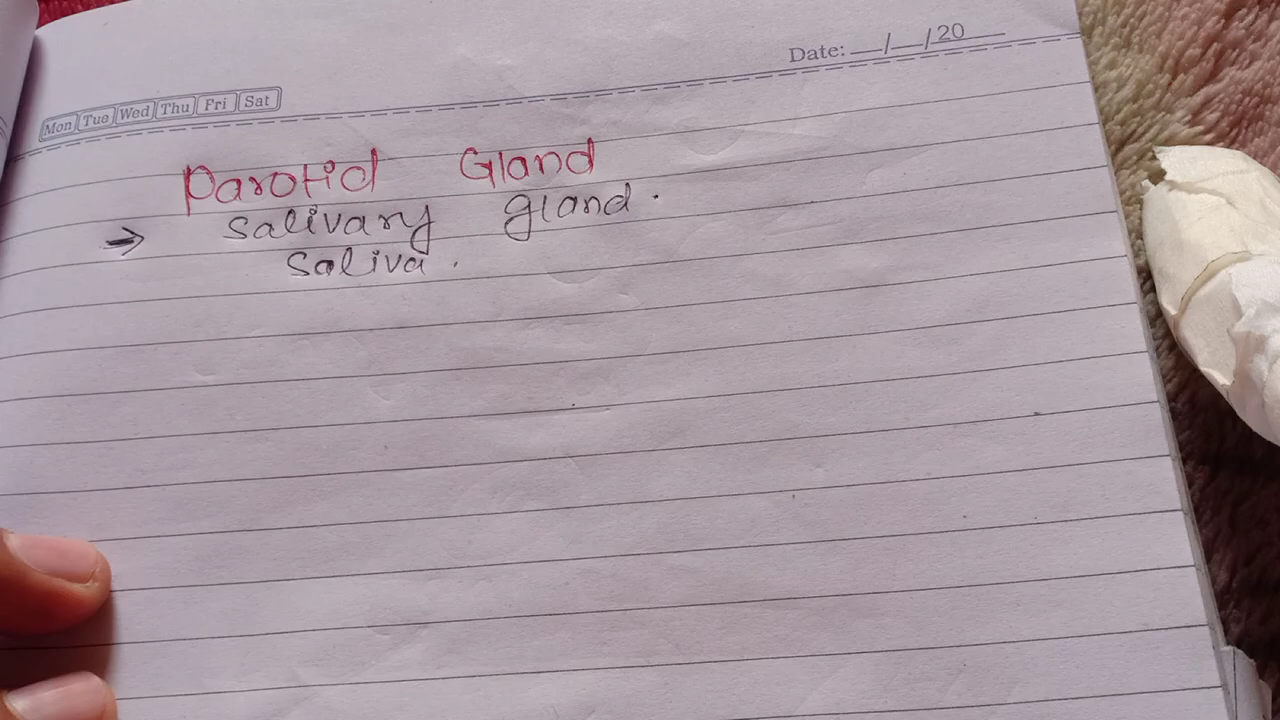 Date: __/__/20
Mon Tue Wed Thu Fri Sat
Parotid Gland
→ Salivary gland.
Saliva.